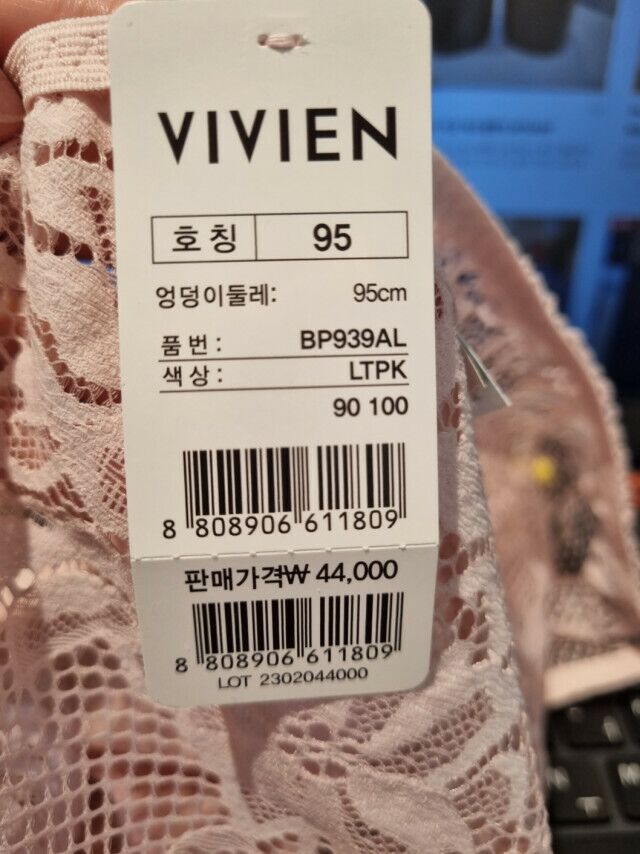 VIVIEN
호칭 95
엉덩이둘레: 95cm
품번 : BP939AL
색상 : LTPK
90 100
8 808906 611809
판매가격₩ 44,000
8 808906 611809
LOT 2302044000